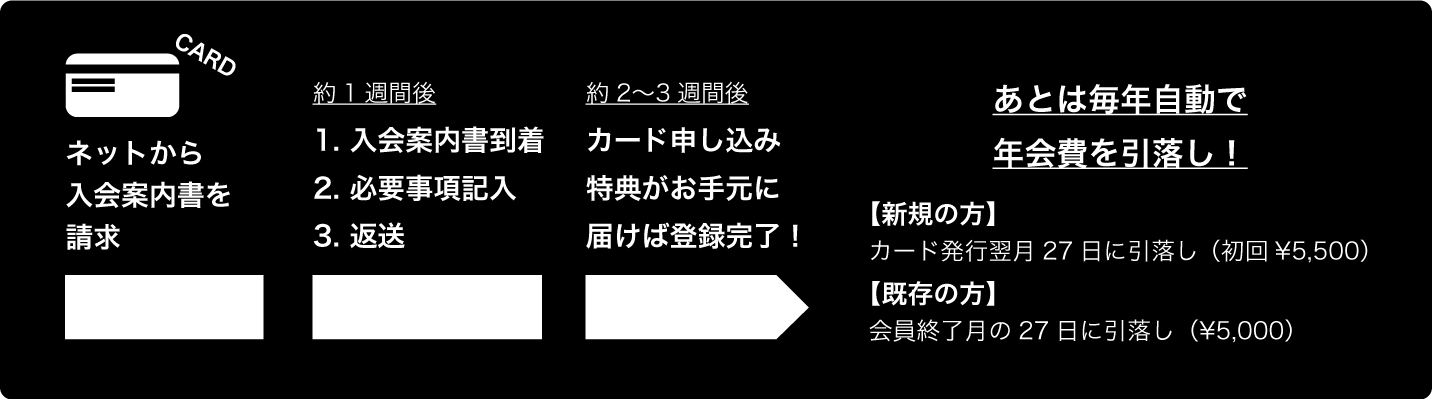 CARD
ネットから
入会案内書を
請求
約1週間後
1. 入会案内書到着
2. 必要事項記入
3. 返送
約2〜3週間後
カード申し込み
特典がお手元に
届けば登録完了！
あとは毎年自動で
年会費を引落し！
【新規の方】
カード発行翌月27日に引落し（初回¥5,500）
【既存の方】
会員終了月の27日に引落し（¥5,000）